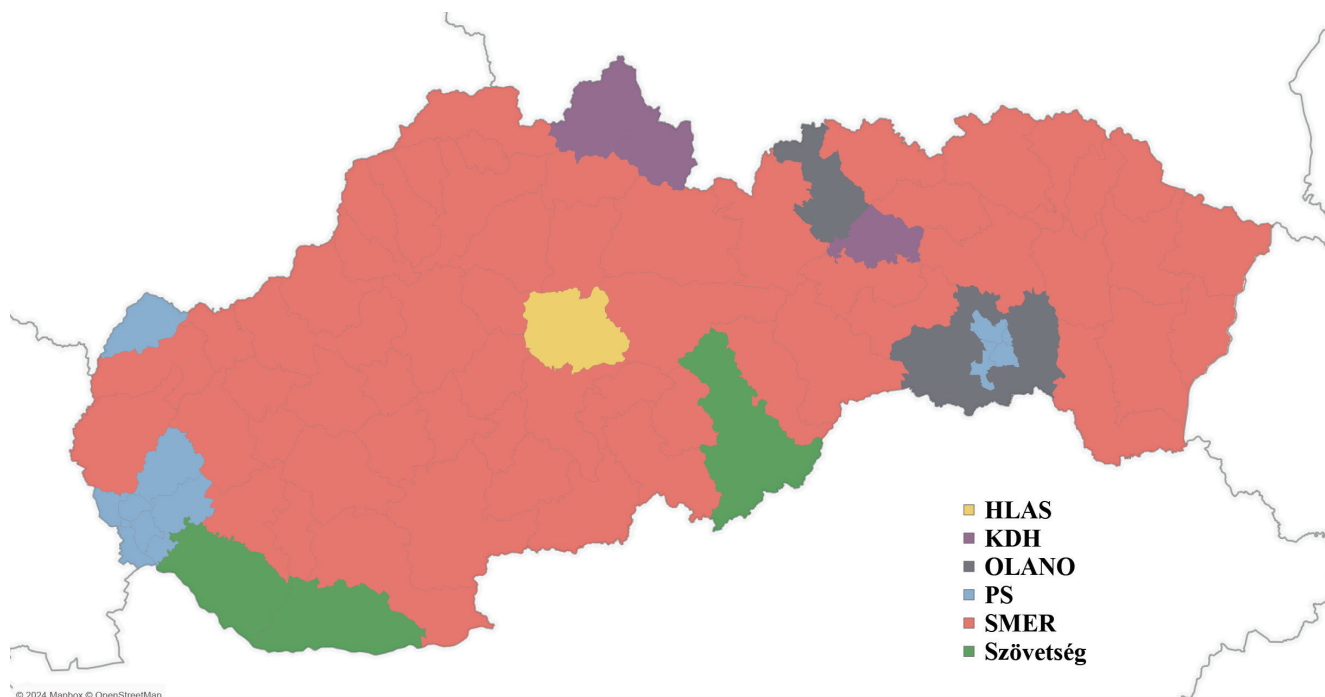 HLAS
KDH
OLANO
PS
SMER
Szövetség
© 2024 Mapbox © OpenStreetMap